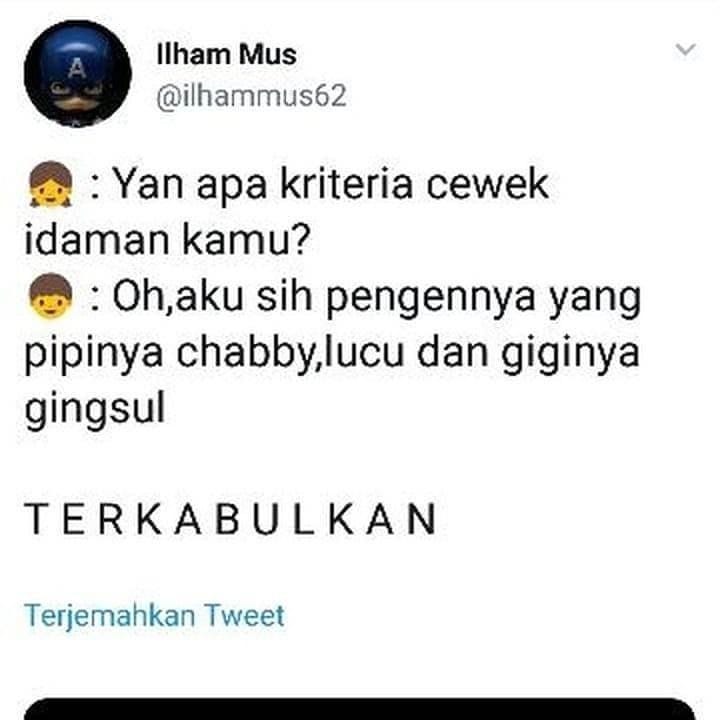 Ilham Mus
@ilhammus62
👧 : Yan apa kriteria cewek
idaman kamu?
👦 : Oh,aku sih pengennya yang
pipinya chabby,lucu dan giginya
gingsul
T E R K A B U L K A N
Terjemahkan Tweet